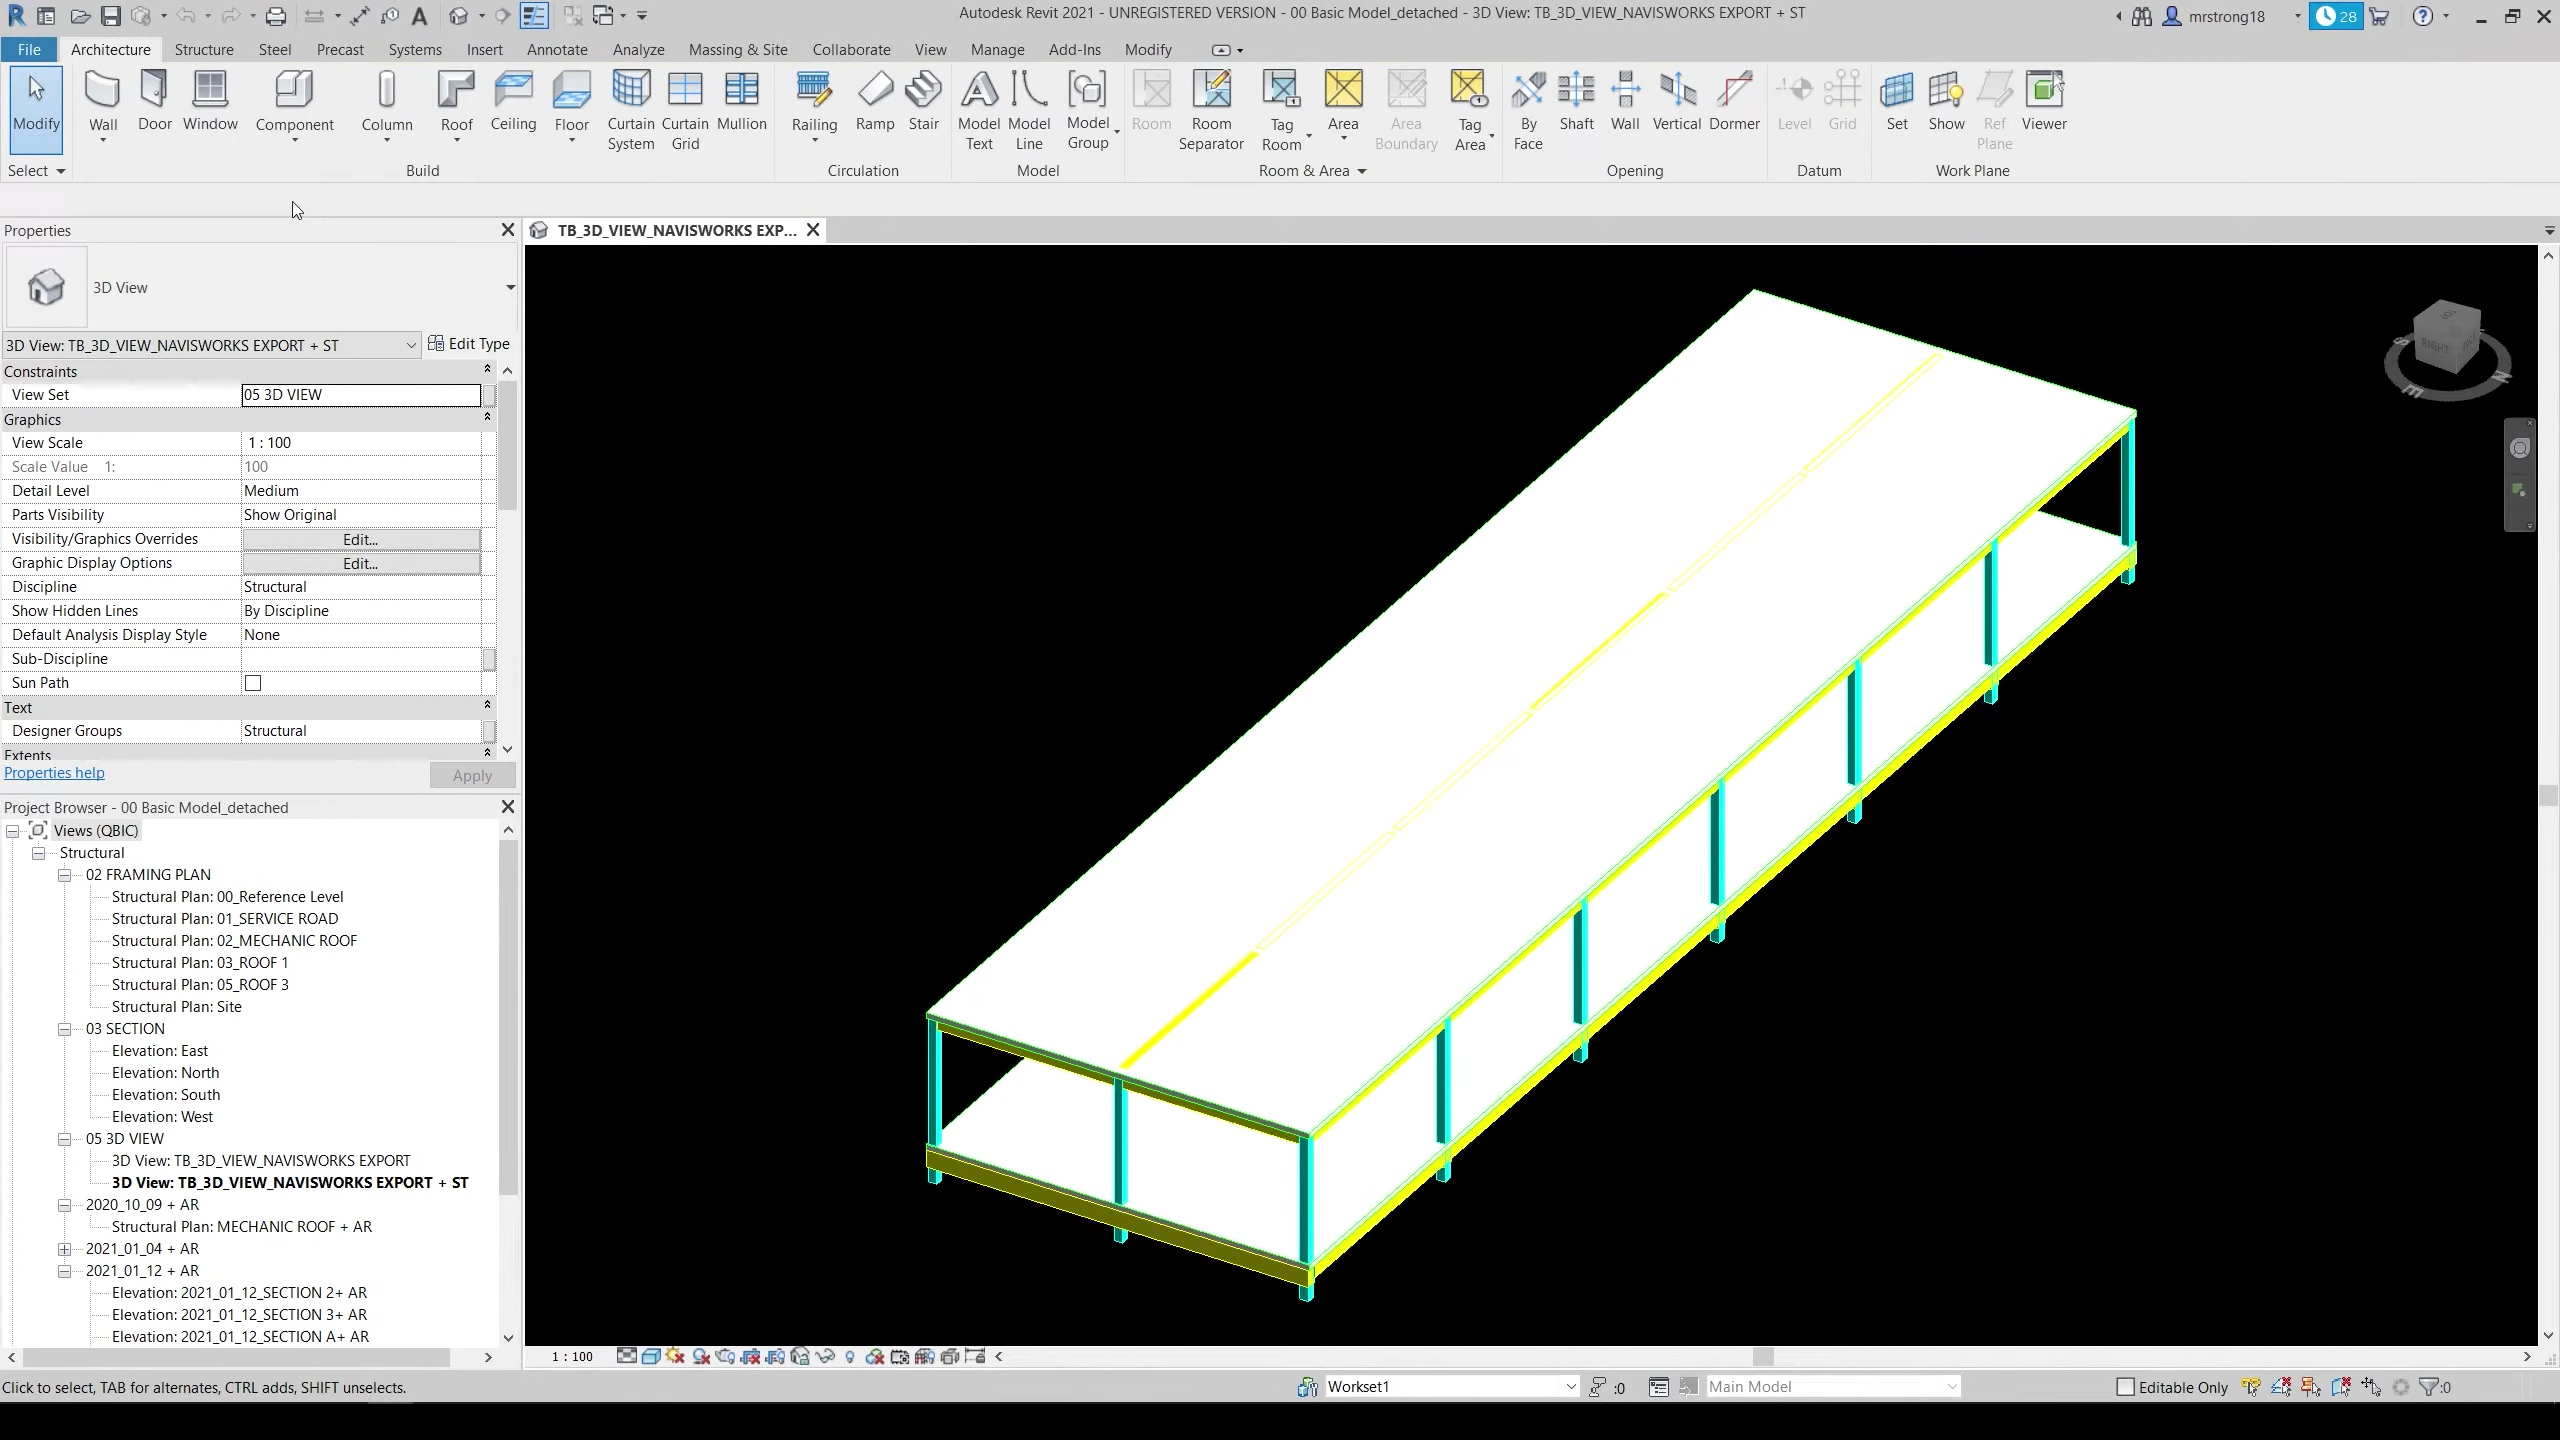 Autodesk Revit 2021 - UNREGISTERED VERSION - 00 Basic Model_detached - 3D View: TB_3D_VIEW_NAVISWORKS EXPORT + ST
mrstrong18
28
File Architecture Structure Steel Precast Systems Insert Annotate Analyze Massing & Site Collaborate View Manage Add-Ins Modify
Modify Wall Door Window Component Column Roof Ceiling Floor Curtain System Curtain Grid Mullion Railing Ramp Stair Model Text Model Line Model Group Room Room Separator Tag Room Area Area Boundary Tag Area By Face Shaft Wall Vertical Dormer Level Grid Set Show Ref Plane Viewer
Select Build Circulation Model Room & Area Opening Datum Work Plane
Properties
TB_3D_VIEW_NAVISWORKS EXP...
3D View
3D View: TB_3D_VIEW_NAVISWORKS EXPORT + ST Edit Type
Constraints
View Set 05 3D VIEW
Graphics
View Scale 1 : 100
Scale Value 1: 100
Detail Level Medium
Parts Visibility Show Original
Visibility/Graphics Overrides Edit...
Graphic Display Options Edit...
Discipline Structural
Show Hidden Lines By Discipline
Default Analysis Display Style None
Sub-Discipline
Sun Path
Text
Designer Groups Structural
Extents
Properties help Apply
Project Browser - 00 Basic Model_detached
Views (QBIC)
Structural
02 FRAMING PLAN
Structural Plan: 00_Reference Level
Structural Plan: 01_SERVICE ROAD
Structural Plan: 02_MECHANIC ROOF
Structural Plan: 03_ROOF 1
Structural Plan: 05_ROOF 3
Structural Plan: Site
03 SECTION
Elevation: East
Elevation: North
Elevation: South
Elevation: West
05 3D VIEW
3D View: TB_3D_VIEW_NAVISWORKS EXPORT
3D View: TB_3D_VIEW_NAVISWORKS EXPORT + ST
2020_10_09 + AR
Structural Plan: MECHANIC ROOF + AR
2021_01_04 + AR
2021_01_12 + AR
Elevation: 2021_01_12_SECTION 2+ AR
Elevation: 2021_01_12_SECTION 3+ AR
Elevation: 2021_01_12_SECTION A+ AR
RIGHT
1 : 100
Click to select, TAB for alternates, CTRL adds, SHIFT unselects.
Workset1 :0 Main Model Editable Only :0